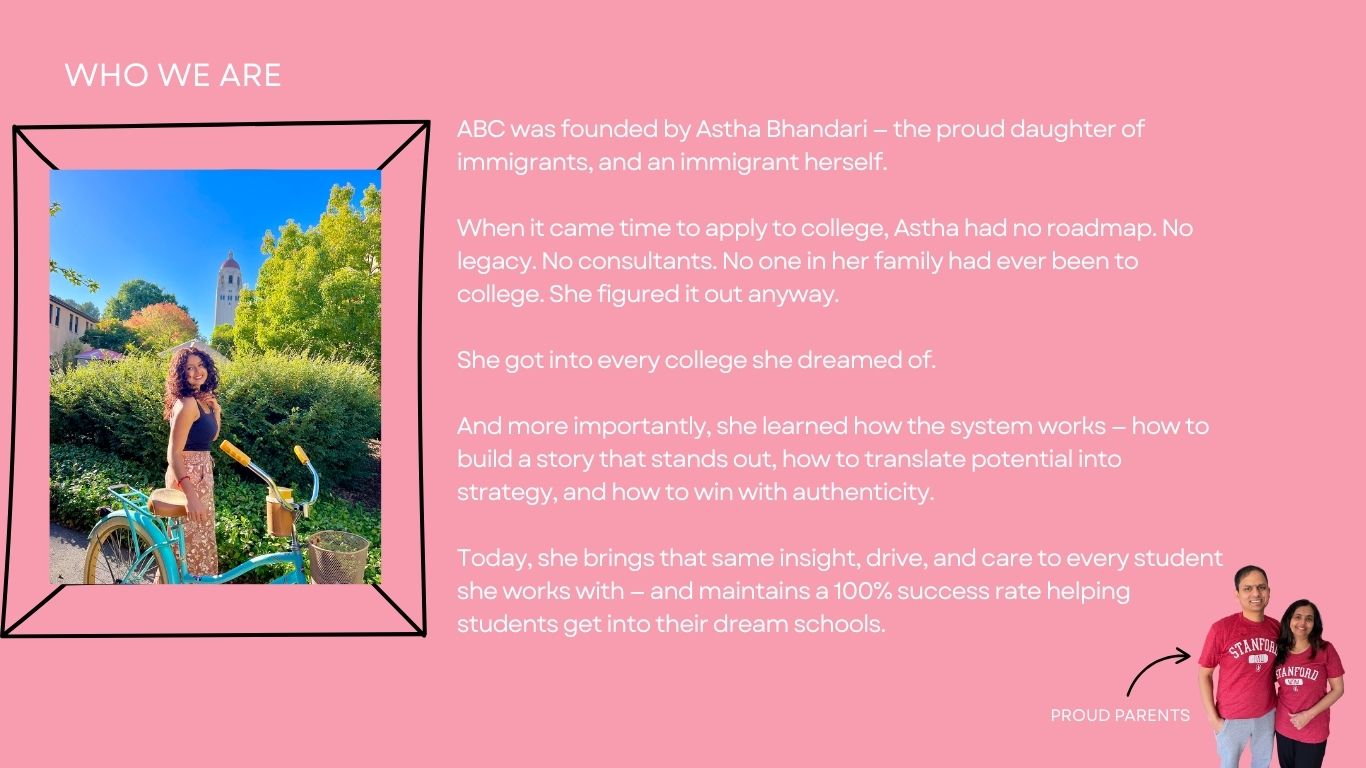 WHO WE ARE
ABC was founded by Astha Bhandari – the proud daughter of
immigrants, and an immigrant herself.
When it came time to apply to college, Astha had no roadmap. No
legacy. No consultants. No one in her family had ever been to
college. She figured it out anyway.
She got into every college she dreamed of.
And more importantly, she learned how the system works – how to
build a story that stands out, how to translate potential into
strategy, and how to win with authenticity.
Today, she brings that same insight, drive, and care to every student
she works with – and maintains a 100% success rate helping
students get into their dream schools.
PROUD PARENTS
STANFORD
STANFORD